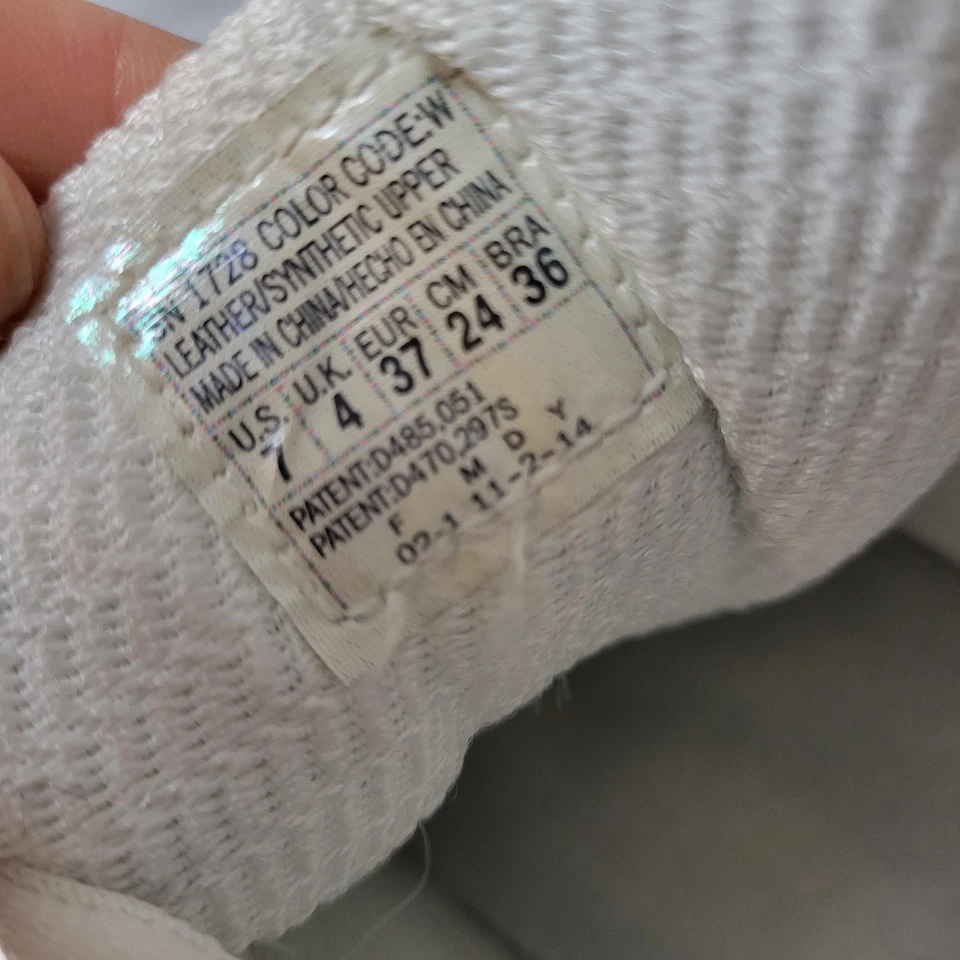 SN 1728 COLOR CODE:W
LEATHER/SYNTHETIC UPPER
MADE IN CHINA/HECHO EN CHINA
U.S. U.K. EUR CM BRA
7 4 37 24 36
PATENT:D485,051
PATENT:D470,297S
F M D Y
02-1 11-2-14